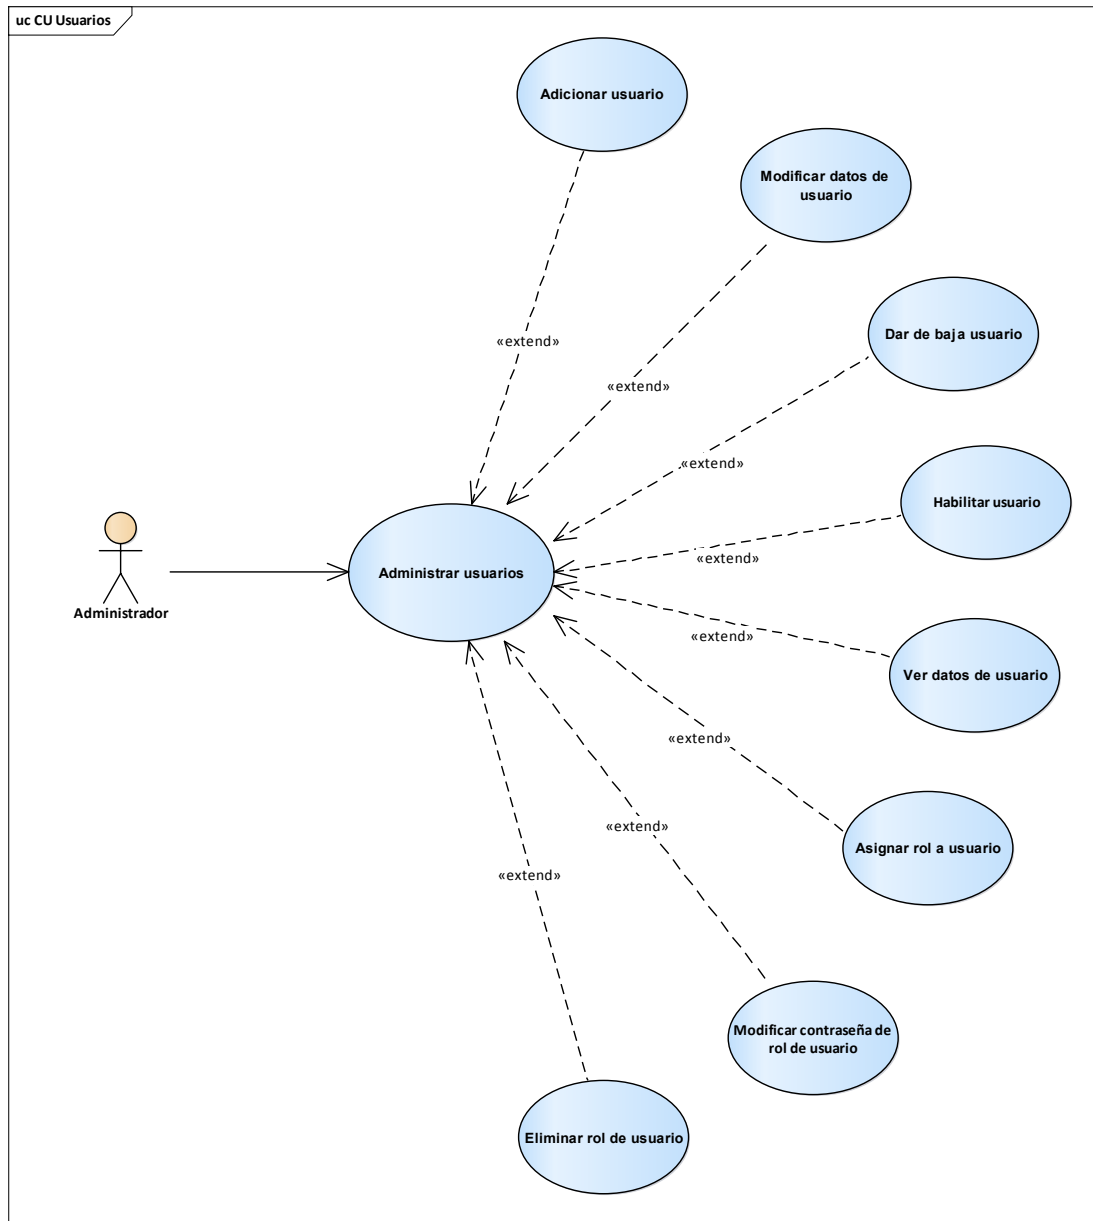 uc CU Usuarios
Adicionar usuario
Modificar datos de
usuario
Dar de baja usuario
«extend»
«extend»
«extend»
Habilitar usuario
«extend»
Administrar usuarios
Administrador
«extend»
Ver datos de usuario
«extend»
«extend»
Asignar rol a usuario
«extend»
Modificar contraseña de
rol de usuario
Eliminar rol de usuario